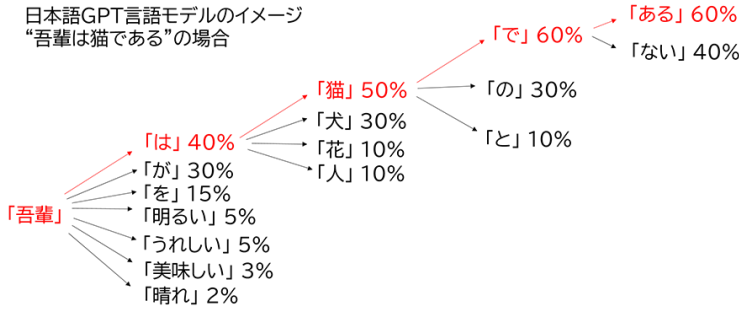 日本語GPT言語モデルのイメージ
“吾輩は猫である”の場合
「吾輩」
「は」 40%
「が」 30%
「を」 15%
「明るい」 5%
「うれしい」 5%
「美味しい」 3%
「晴れ」 2%
「猫」 50%
「犬」 30%
「花」 10%
「人」 10%
「で」 60%
「の」 30%
「と」 10%
「ある」 60%
「ない」 40%